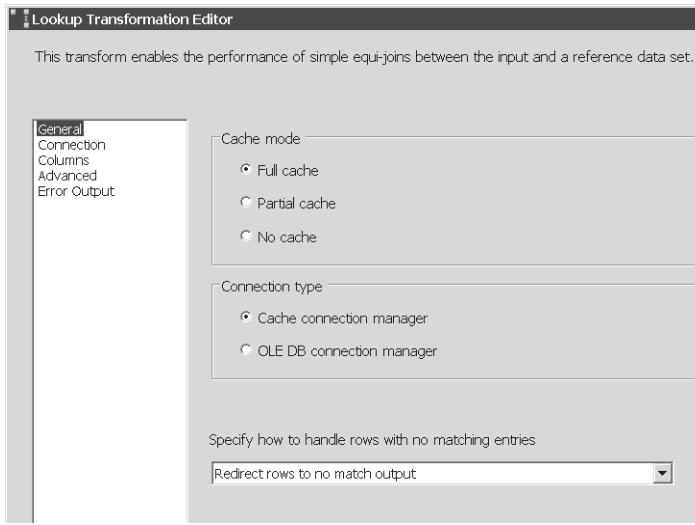 Lookup Transformation Editor
This transform enables the performance of simple equi-joins between the input and a reference data set.
General
Connection
Columns
Advanced
Error Output
Cache mode
Full cache
Partial cache
No cache
Connection type
Cache connection manager
OLE DB connection manager
Specify how to handle rows with no matching entries
Redirect rows to no match output